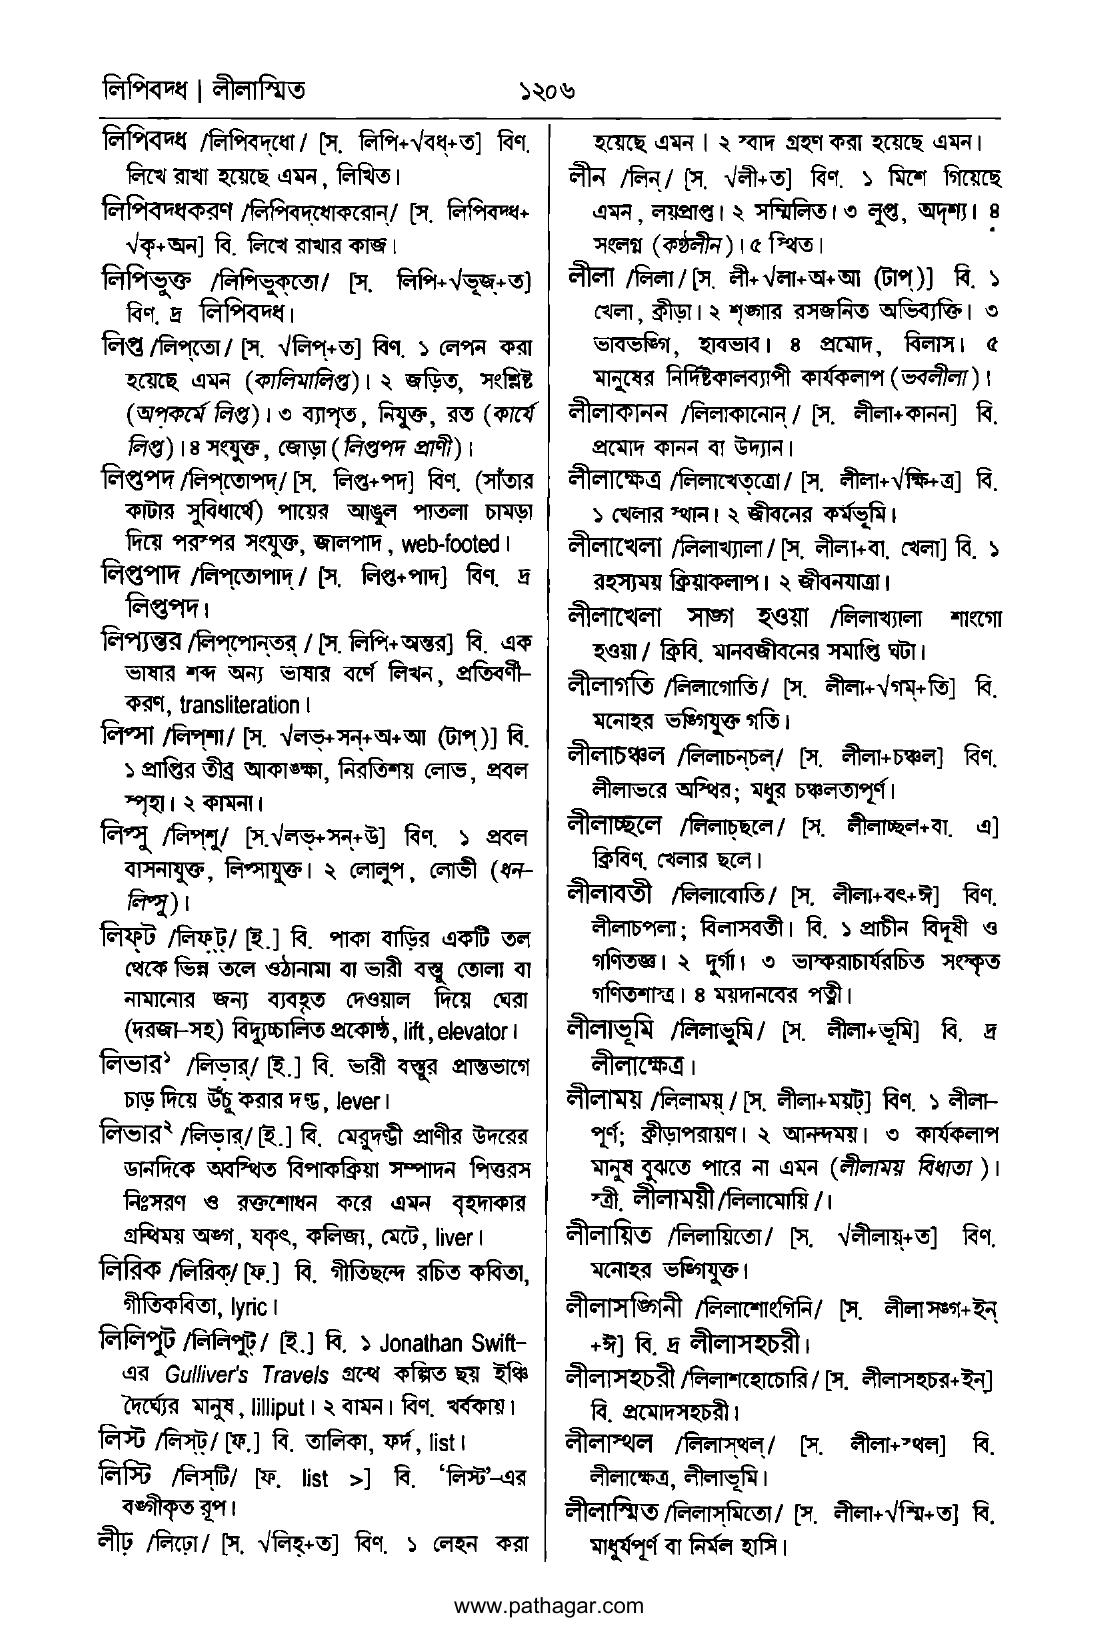 লিপিবদ্ধ | লীলাস্মিত
১২০৬
লিপিবদ্ধ /লিপিবদ্‌ধো/ [স. লিপি+√বধ্+ত] বিণ.
লিখে রাখা হয়েছে এমন, লিখিত।
লিপিবদ্ধকরণ /লিপিবদ্‌ধোকরোন্/ [স. লিপিবদ্ধ+
√কৃ+অন] বি. লিখে রাখার কাজ।
লিপিভুক্ত /লিপিভুক্‌তো/ [স. লিপি+√ভূজ্+ত]
বিণ. দ্র লিপিবদ্ধ।
লিপ্ত /লিপ্‌তো/ [স. √লিপ্+ত] বিণ. ১ লেপন করা
হয়েছে এমন (কালিমালিপ্ত)। ২ জড়িত, সংশ্লিষ্ট
(অপকর্মে লিপ্ত)। ৩ ব্যাপৃত, নিযুক্ত, রত (কার্যে
লিপ্ত)। ৪ সংযুক্ত, জোড়া (লিপ্তপদ প্রাণী)।
লিপ্তপদ /লিপ্‌তোপদ্/ [স. লিপ্ত+পদ] বিণ. (সাঁতার
কাটার সুবিধার্থে) পায়ের আঙুল পাতলা চামড়া
দিয়ে পরস্পর সংযুক্ত, জালপাদ, web-footed।
লিপ্তপাদ /লিপ্‌তোপাদ্/ [স. লিপ্ত+পাদ] বিণ. দ্র
লিপ্তপদ।
লিপ্যন্তর /লিপ্‌পোন্‌তর্/ [স. লিপি+অন্তর] বি. এক
ভাষার শব্দ অন্য ভাষার বর্ণে লিখন, প্রতিবর্ণী–
করণ, transliteration।
লিপ্সা /লিপ্‌শা/ [স. √লভ্+সন্+অ+আ (টাপ্)] বি.
১ প্রাপ্তির তীব্র আকাঙ্ক্ষা, নিরতিশয় লোভ, প্রবল
স্পৃহা। ২ কামনা।
লিপ্সু /লিপ্‌শু/ [স.√লভ্+সন্+উ] বিণ. ১ প্রবল
বাসনাযুক্ত, লিপ্সাযুক্ত। ২ লোলুপ, লোভী (ধন–
লিপ্সু)।
লিফ্‌ট /লিফ্‌ট্/ [ই.] বি. পাকা বাড়ির একটি তল
থেকে ভিন্ন তলে ওঠানামা বা ভারী বস্তু তোলা বা
নামানোর জন্য ব্যবহৃত দেওয়াল দিয়ে ঘেরা
(দরজা–সহ) বিদ্যুচ্চালিত প্রকোষ্ঠ, lift, elevator।
লিভার¹ /লিভ়ার্/ [ই.] বি. ভারী বস্তুর প্রান্তভাগে
চাড় দিয়ে উঁচু করার দণ্ড, lever।
লিভার² /লিভ়ার/ [ই.] বি. মেরুদণ্ডী প্রাণীর উদরের
ডানদিকে অবস্থিত বিপাকক্রিয়া সম্পাদন পিত্তরস
নিঃসরণ ও রক্তশোধন করে এমন বৃহদাকার
গ্রন্থিময় অঙ্গ, যকৃৎ, কলিজা, মেটে, liver।
লিরিক /লিরিক্/ [ফ.] বি. গীতিছন্দে রচিত কবিতা,
গীতিকবিতা, lyric।
লিলিপুট /লিলিপুট্/ [ই.] বি. ১ Jonathan Swift–
এর Gulliver's Travels গ্রন্থে কল্পিত ছয় ইঞ্চি
দৈর্ঘ্যের মানুষ, lilliput। ২ বামন। বিণ. খর্বকায়।
লিস্ট /লিস্‌ট্/ [ফ.] বি. তালিকা, ফর্দ, list।
লিস্টি /লিস্‌টি/ [ফ. list >] বি. ‘লিস্ট’–এর
বঙ্গীকৃত রূপ।
লীঢ় /লিঢ়ো/ [স. √লিহ্+ত] বিণ. ১ লেহন করা
হয়েছে এমন। ২ স্বাদ গ্রহণ করা হয়েছে এমন।
লীন /লিন্/ [স. √লী+ত] বিণ. ১ মিশে গিয়েছে
এমন, লয়প্রাপ্ত। ২ সম্মিলিত। ৩ লুপ্ত, অদৃশ্য। ৪
সংলগ্ন (কণ্ঠলীন)। ৫ স্থিত।
লীলা /লিলা/ [স. লী+√লা+অ+আ (টাপ্)] বি. ১
খেলা, ক্রীড়া। ২ শৃঙ্গার রসজনিত অভিব্যক্তি। ৩
ভাবভঙ্গি, হাবভাব। ৪ প্রমোদ, বিলাস। ৫
মানুষের নির্দিষ্টকালব্যাপী কার্যকলাপ (ভবলীলা)।
লীলাকানন /লিলাকানোন্/ [স. লীলা+কানন] বি.
প্রমোদ কানন বা উদ্যান।
লীলাক্ষেত্র /লিলাখেত্‌ত্রো/ [স. লীলা+√ক্ষি+ত্র] বি.
১ খেলার স্থান। ২ জীবনের কর্মভূমি।
লীলাখেলা /লিলাখ্যালা/ [স. লীলা+বা. খেলা] বি. ১
রহস্যময় ক্রিয়াকলাপ। ২ জীবনযাত্রা।
লীলাখেলা সাঙ্গ হওয়া /লিলাখ্যালা শাংগো
হওয়া/ ক্রিবি. মানবজীবনের সমাপ্তি ঘটা।
লীলাগতি /লিলাগোতি/ [স. লীলা+√গম্+তি] বি.
মনোহর ভঙ্গিযুক্ত গতি।
লীলাচঞ্চল /লিলাচন্‌চল্/ [স. লীলা+চঞ্চল] বিণ.
লীলাভরে অস্থির; মধুর চঞ্চলতাপূর্ণ।
লীলাচ্ছলে /লিলাচ্‌ছলে/ [স. লীলাচ্ছল+বা. এ]
ক্রিবিণ. খেলার ছলে।
লীলাবতী /লিলাবোতি/ [স. লীলা+বৎ+ঈ] বিণ.
লীলাচপলা; বিলাসবতী। বি. ১ প্রাচীন বিদূষী ও
গণিতজ্ঞ। ২ দুর্গা। ৩ ভাস্করাচার্যরচিত সংস্কৃত
গণিতশাস্ত্র। ৪ ময়দানবের পত্নী।
লীলাভূমি /লিলাভুমি/ [স. লীলা+ভূমি] বি. দ্র
লীলাক্ষেত্র।
লীলাময় /লিলাময়্/ [স. লীলা+ময়ট্] বিণ. ১ লীলা–
পূর্ণ; ক্রীড়াপরায়ণ। ২ আনন্দময়। ৩ কার্যকলাপ
মানুষ বুঝতে পারে না এমন (লীলাময় বিধাতা)।
স্ত্রী. লীলাময়ী /লিলামোয়ি/।
লীলায়িত /লিলায়িতো/ [স. √লীলায়্+ত] বিণ.
মনোহর ভঙ্গিযুক্ত।
লীলাসঙ্গিনী /লিলাশোংগিনি/ [স. লীলাসঙ্গ+ইন্
+ঈ] বি. দ্র লীলাসহচরী।
লীলাসহচরী /লিলাশহোচোরি/ [স. লীলাসহচর+ইন্]
বি. প্রমোদসহচরী।
লীলাস্থল /লিলাস্‌থল্/ [স. লীলা+স্থল] বি.
লীলাক্ষেত্র, লীলাভূমি।
লীলাস্মিত /লিলাস্‌মিতো/ [স. লীলা+√স্মি+ত] বি.
মাধুর্যপূর্ণ বা নির্মল হাসি।
www.pathagar.com